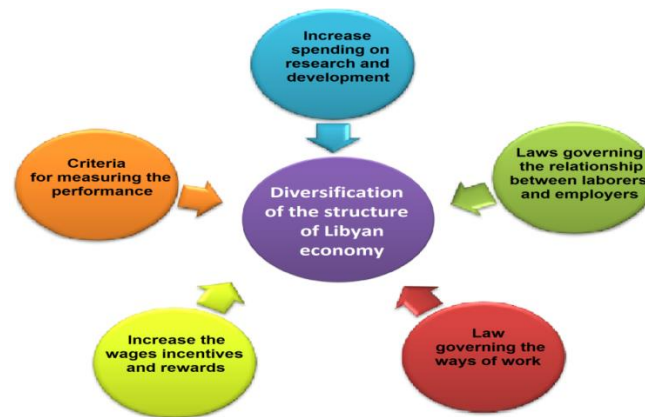 Increase
spending on
research and
development
Criteria
for measuring the
performance
Laws governing
the relationship
between laborers
and employers
Diversification
of the structure
of Libyan
economy
Increase the
wages incentives
and rewards
Law
governing the
ways of work